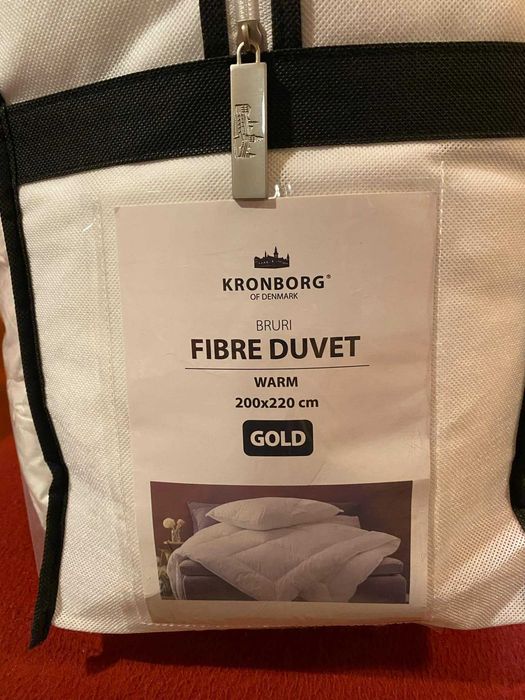 KRONBORG®
OF DENMARK
BRURI
FIBRE DUVET
WARM
200x220 cm
GOLD